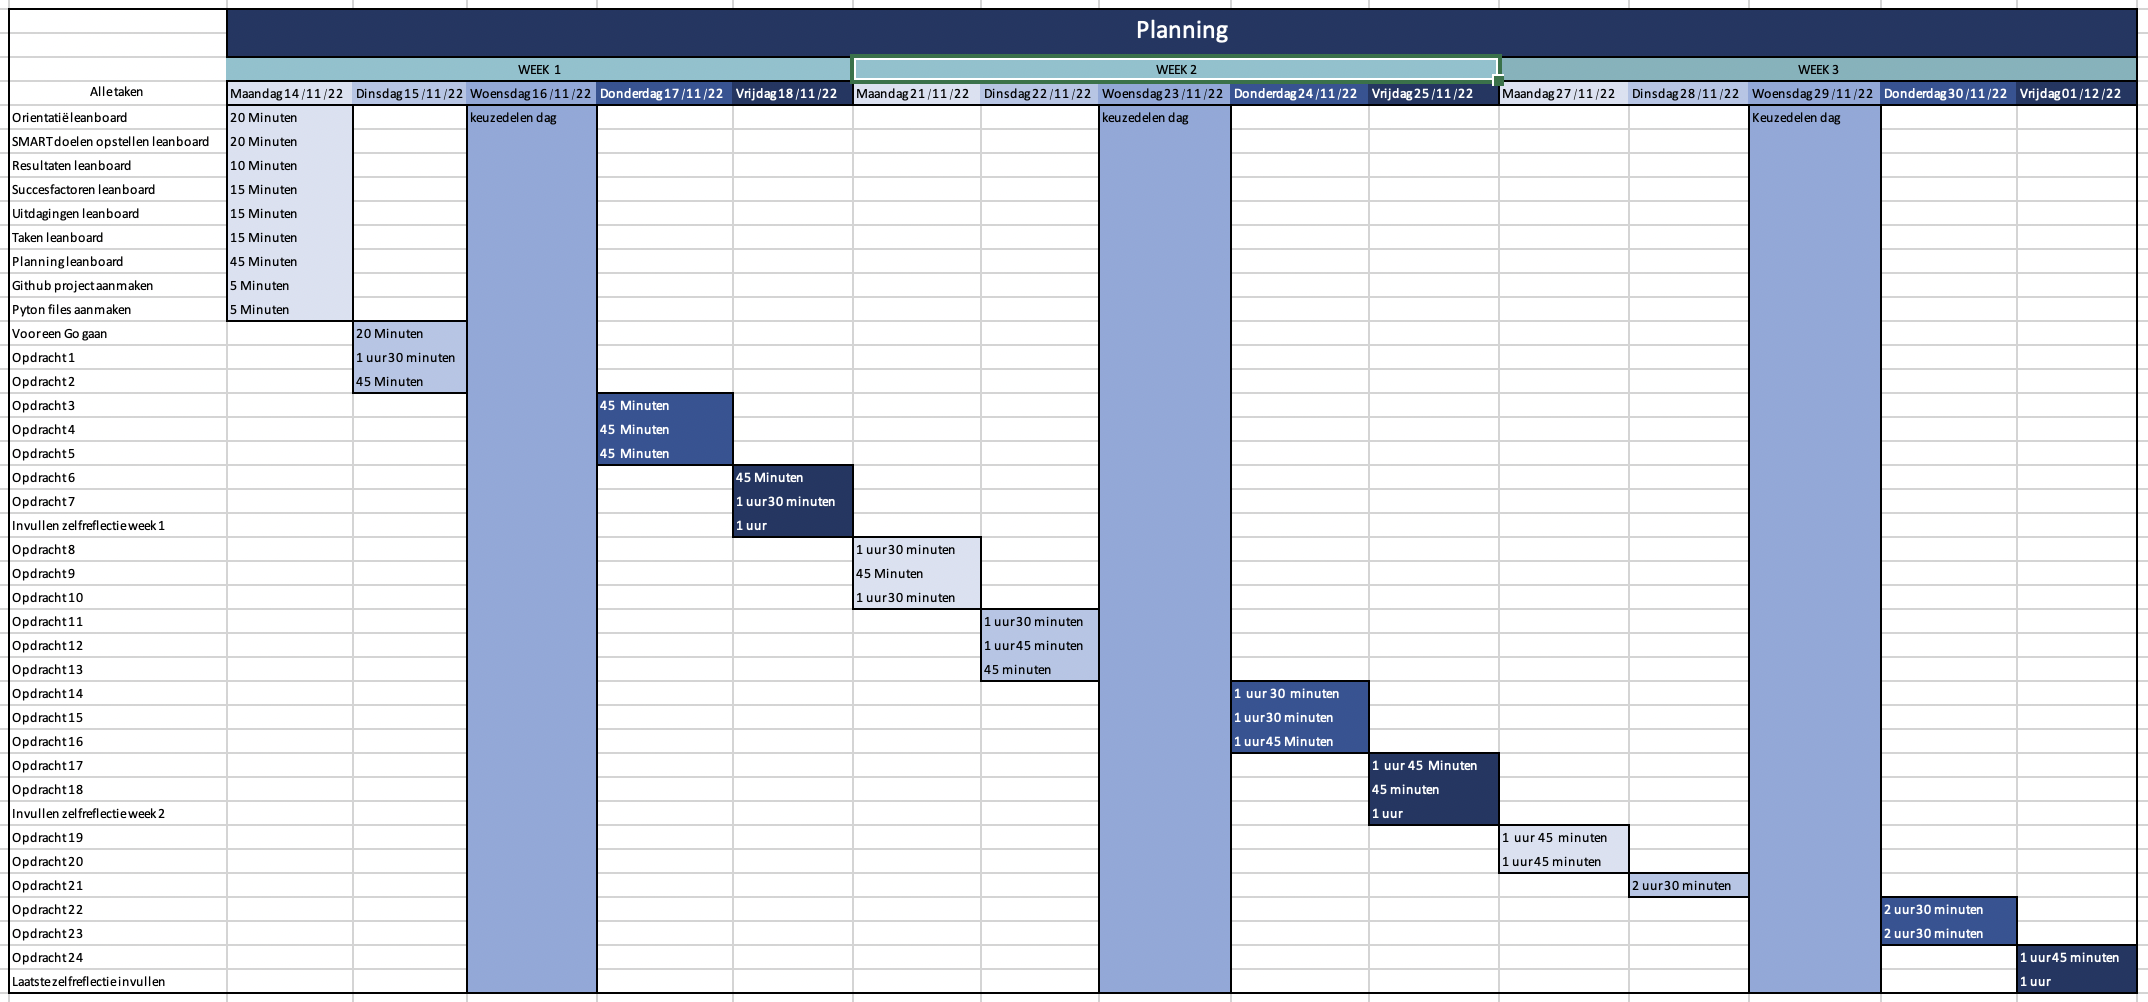 Planning
WEEK 1 WEEK 2 WEEK 3
Alle taken Maandag 14/11/22 Dinsdag 15/11/22 Woensdag 16/11/22 Donderdag 17/11/22 Vrijdag 18/11/22 Maandag 21/11/22 Dinsdag 22/11/22 Woensdag 23/11/22 Donderdag 24/11/22 Vrijdag 25/11/22 Maandag 27/11/22 Dinsdag 28/11/22 Woensdag 29/11/22 Donderdag 30/11/22 Vrijdag 01/12/22
Orientatië leanboard 20 Minuten keuzedelen dag keuzedelen dag Keuzedelen dag
SMART doelen opstellen leanboard 20 Minuten
Resultaten leanboard 10 Minuten
Succesfactoren leanboard 15 Minuten
Uitdagingen leanboard 15 Minuten
Taken leanboard 15 Minuten
Planning leanboard 45 Minuten
Github project aanmaken 5 Minuten
Pyton files aanmaken 5 Minuten
Voor een Go gaan 20 Minuten
Opdracht 1 1 uur 30 minuten
Opdracht 2 45 Minuten
Opdracht 3 45 Minuten
Opdracht 4 45 Minuten
Opdracht 5 45 Minuten
Opdracht 6 45 Minuten
Opdracht 7 1 uur 30 minuten
Invullen zelfreflectie week 1 1 uur
Opdracht 8 1 uur 30 minuten
Opdracht 9 45 Minuten
Opdracht 10 1 uur 30 minuten
Opdracht 11 1 uur 30 minuten
Opdracht 12 1 uur 45 minuten
Opdracht 13 45 minuten
Opdracht 14 1 uur 30 minuten
Opdracht 15 1 uur 30 minuten
Opdracht 16 1 uur 45 Minuten
Opdracht 17 1 uur 45 Minuten
Opdracht 18 45 minuten
Invullen zelfreflectie week 2 1 uur
Opdracht 19 1 uur 45 minuten
Opdracht 20 1 uur 45 minuten
Opdracht 21 2 uur 30 minuten
Opdracht 22 2 uur 30 minuten
Opdracht 23 2 uur 30 minuten
Opdracht 24 1 uur 45 minuten
Laatste zelfreflectie invullen 1 uur